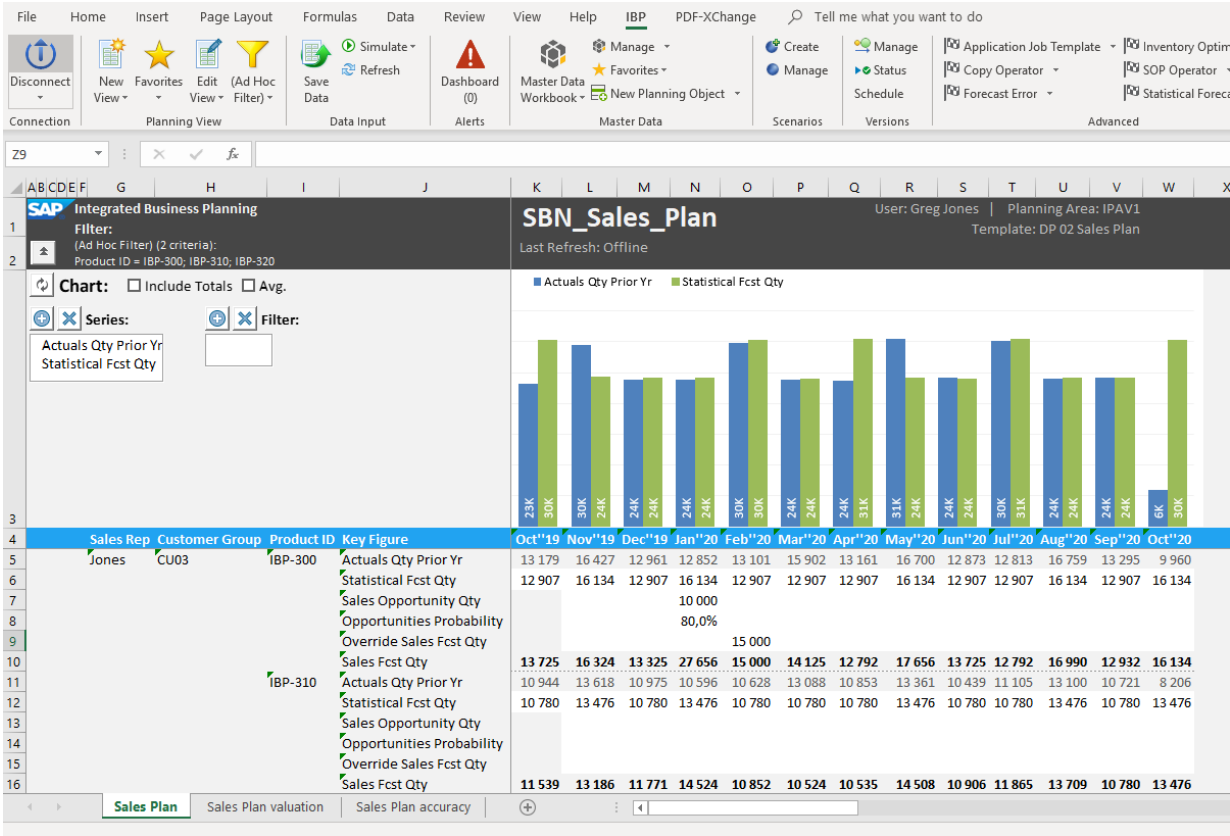 File Home Insert Page Layout Formulas Data Review View Help IBP PDF-XChange Tell me what you want to do
Disconnect
New View
Favorites
Edit View
(Ad Hoc Filter)
Save Data
Simulate
Refresh
Dashboard (0)
Master Data Workbook
Manage
Favorites
New Planning Object
Create
Manage
Manage
Status
Schedule
Application Job Template
Copy Operator
Forecast Error
Inventory Optim
SOP Operator
Statistical Foreca
Connection Planning View Data Input Alerts Master Data Scenarios Versions Advanced
Z9 fx
A B C D E F G H I J K L M N O P Q R S T U V W X
SAP Integrated Business Planning
Filter:
(Ad Hoc Filter) (2 criteria):
Product ID = IBP-300; IBP-310; IBP-320
SBN_Sales_Plan
Last Refresh: Offline
User: Greg Jones | Planning Area: IPAV1
Template: DP 02 Sales Plan
Chart: Include Totals Avg.
Series: Filter:
Actuals Qty Prior Yr
Statistical Fcst Qty
Actuals Qty Prior Yr Statistical Fcst Qty
23K 30K 30K 24K 24K 24K 24K 24K 30K 30K 24K 24K 24K 31K 31K 24K 24K 24K 30K 31K 24K 24K 24K 24K 6K 30K
1
2
3
4 Sales Rep Customer Group Product ID Key Figure Oct''19 Nov''19 Dec''19 Jan''20 Feb''20 Mar''20 Apr''20 May''20 Jun''20 Jul''20 Aug''20 Sep''20 Oct''20
5 Jones CU03 IBP-300 Actuals Qty Prior Yr 13 179 16 427 12 961 12 852 13 101 15 902 13 161 16 700 12 873 12 813 16 759 13 295 9 960
6 Statistical Fcst Qty 12 907 16 134 12 907 16 134 12 907 12 907 12 907 16 134 12 907 12 907 16 134 12 907 16 134
7 Sales Opportunity Qty 10 000
8 Opportunities Probability 80,0%
9 Override Sales Fcst Qty 15 000
10 Sales Fcst Qty 13 725 16 324 13 325 27 656 15 000 14 125 12 792 17 656 13 725 12 792 16 990 12 932 16 134
11 IBP-310 Actuals Qty Prior Yr 10 944 13 618 10 975 10 596 10 628 13 088 10 853 13 361 10 439 11 105 13 100 10 721 8 206
12 Statistical Fcst Qty 10 780 13 476 10 780 13 476 10 780 10 780 10 780 13 476 10 780 10 780 13 476 10 780 13 476
13 Sales Opportunity Qty
14 Opportunities Probability
15 Override Sales Fcst Qty
16 Sales Fcst Qty 11 539 13 186 11 771 14 524 10 852 10 524 10 535 14 508 10 906 11 865 13 709 10 780 13 476
Sales Plan Sales Plan valuation Sales Plan accuracy